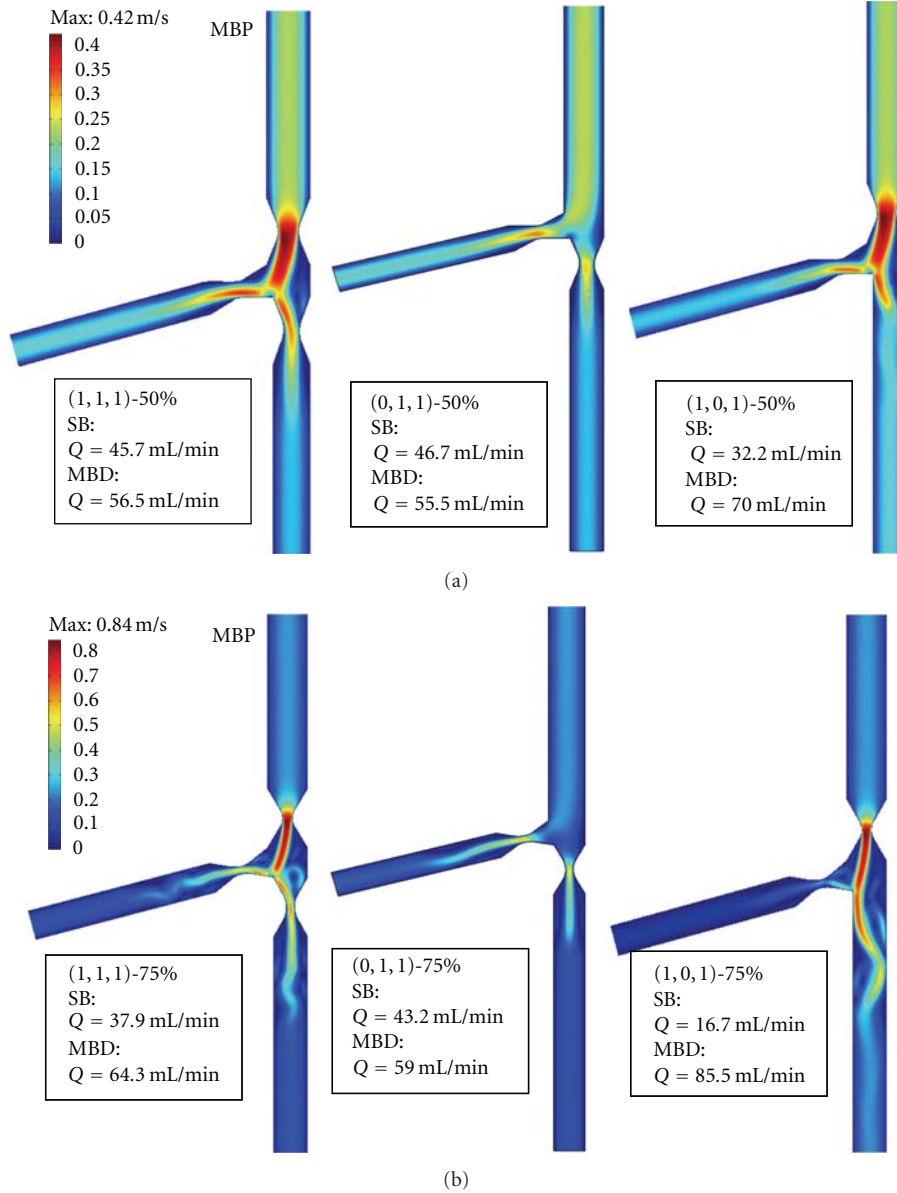 Max: 0.42 m/s
MBP
0.4
0.35
0.3
0.25
0.2
0.15
0.1
0.05
0
(1, 1, 1)-50%
SB:
Q = 45.7 mL/min
MBD:
Q = 56.5 mL/min
(0, 1, 1)-50%
SB:
Q = 46.7 mL/min
MBD:
Q = 55.5 mL/min
(1, 0, 1)-50%
SB:
Q = 32.2 mL/min
MBD:
Q = 70 mL/min
(a)
Max: 0.84 m/s
MBP
0.8
0.7
0.6
0.5
0.4
0.3
0.2
0.1
0
(1, 1, 1)-75%
SB:
Q = 37.9 mL/min
MBD:
Q = 64.3 mL/min
(0, 1, 1)-75%
SB:
Q = 43.2 mL/min
MBD:
Q = 59 mL/min
(1, 0, 1)-75%
SB:
Q = 16.7 mL/min
MBD:
Q = 85.5 mL/min
(b)